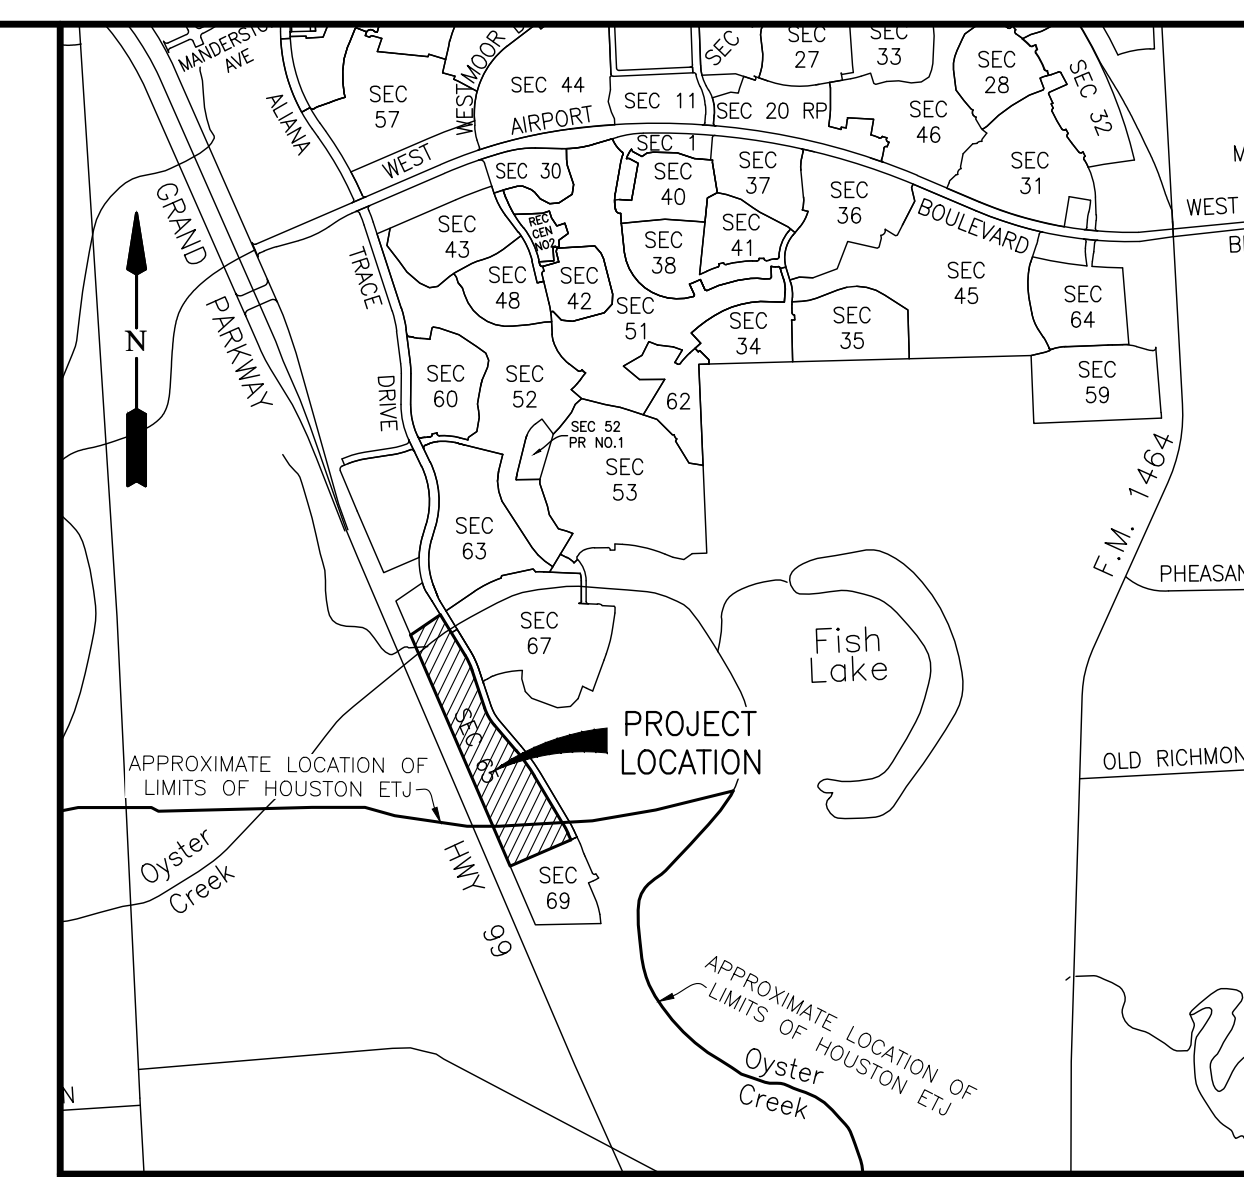 MANDERSTO
AVE
WESTMOOR D
SEC
SEC
27
SEC
33
SEC
28
SEC 32
SEC 44
SEC
57
SEC 11
SEC 20 RP
SEC
46
ALIANA
AIRPORT
WEST
SEC 1
SEC 30
SEC
40
SEC
37
SEC
31
SEC
36
GRAND
PARKWAY
SEC
43
REC
CEN
NO2
SEC
38
SEC
41
BOULEVARD
WEST
B
M
TRACE
SEC
48
SEC
42
SEC
51
SEC
45
SEC
64
SEC
34
SEC
35
N
DRIVE
SEC
60
SEC
52
62
SEC
59
SEC 52
PR NO.1
SEC
53
F.M. 1464
SEC
63
PHEASAN
SEC
67
Fish
Lake
SEC 65
PROJECT
LOCATION
APPROXIMATE LOCATION OF
LIMITS OF HOUSTON ETJ
OLD RICHMON
Oyster
Creek
HWY 99
SEC
69
APPROXIMATE LOCATION OF
LIMITS OF HOUSTON ETJ
Oyster
Creek
N